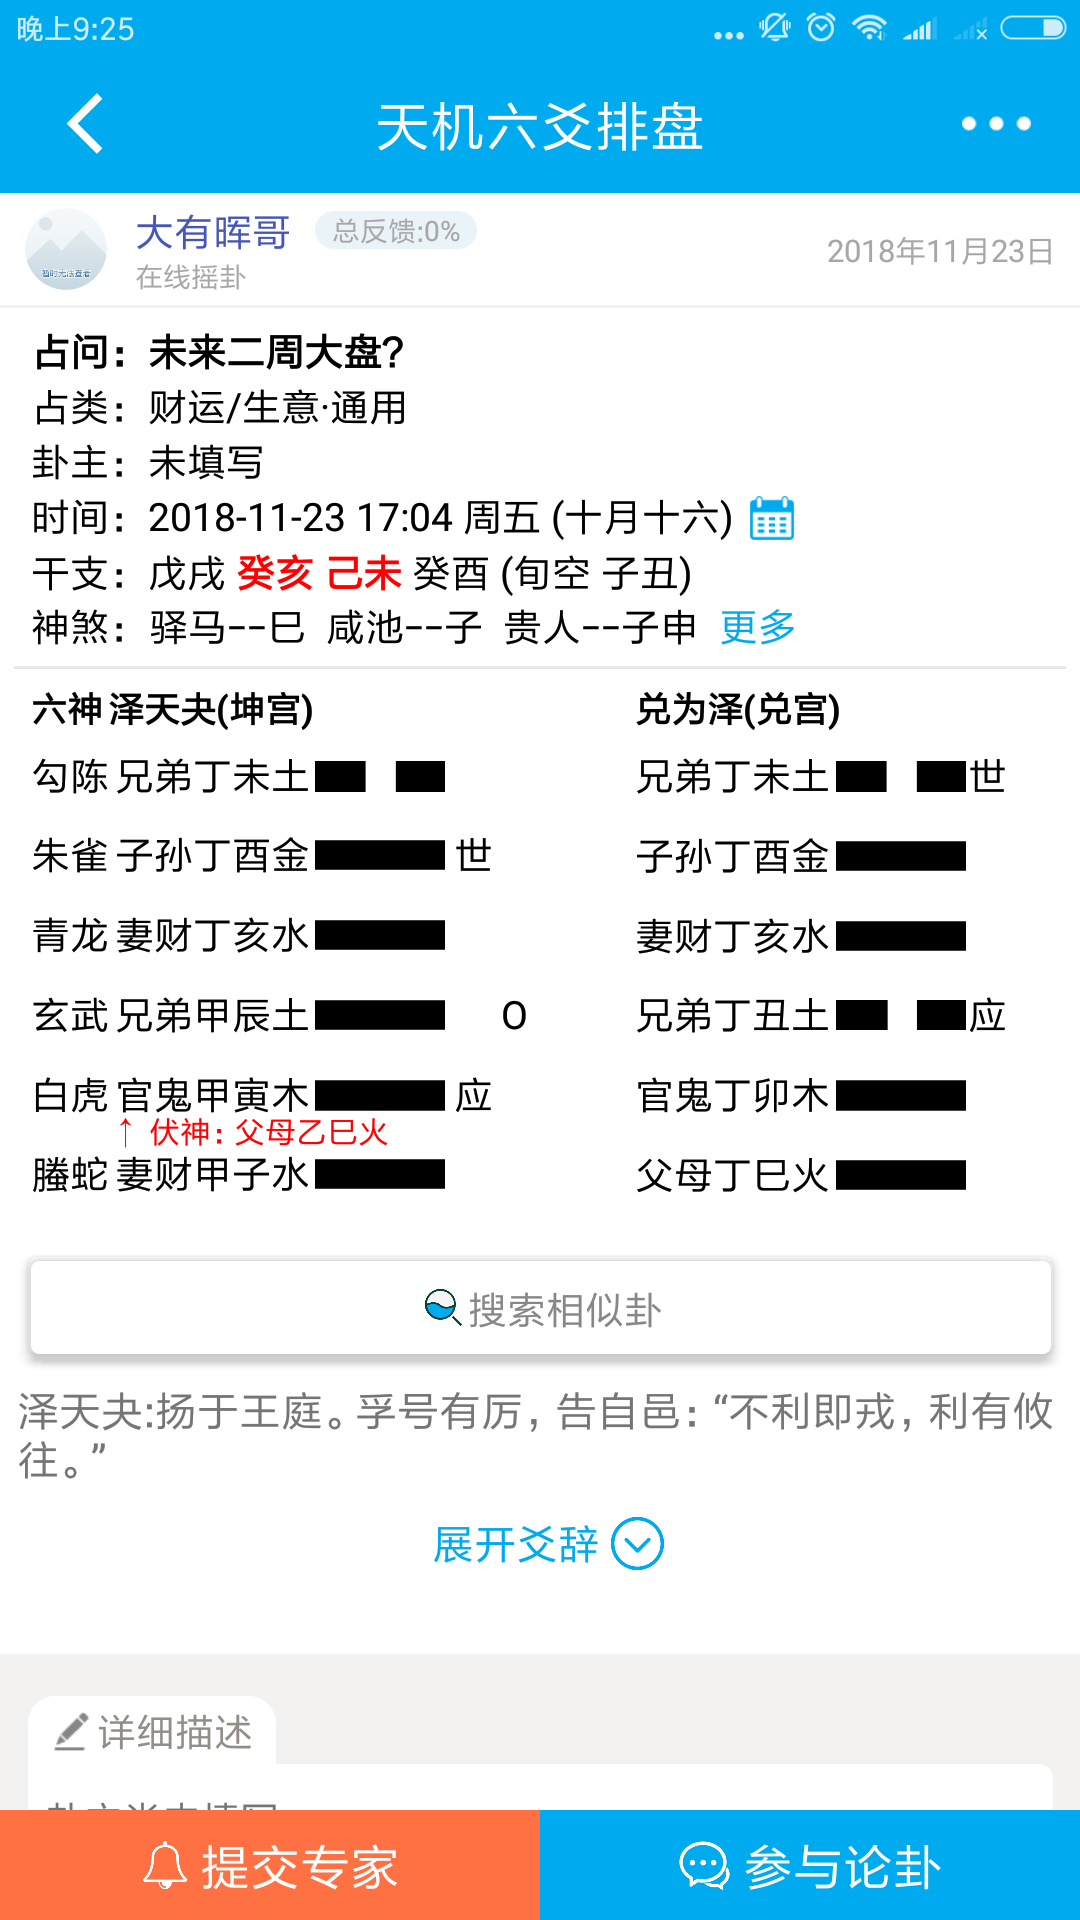 晚上9:25
天机六爻排盘
大有晖哥 总反馈:0%
在线摇卦
2018年11月23日
占问：未来二周大盘?
占类：财运/生意·通用
卦主：未填写
时间：2018-11-23 17:04 周五 (十月十六)
干支：戊戌 癸亥 己未 癸酉 (旬空 子丑)
神煞：驿马--巳 咸池--子 贵人--子申 更多
六神 泽天夬(坤宫) 兑为泽(兑宫)
勾陈 兄弟丁未土 兄弟丁未土 世
朱雀 子孙丁酉金 世 子孙丁酉金
青龙 妻财丁亥水 妻财丁亥水
玄武 兄弟甲辰土 O 兄弟丁丑土 应
白虎 官鬼甲寅木 应 官鬼丁卯木
↑ 伏神：父母乙巳火
螣蛇 妻财甲子水 父母丁巳火
搜索相似卦
泽天夬:扬于王庭。孚号有厉，告自邑：“不利即戎，利有攸
往。”
展开爻辞
详细描述
提交专家
参与论卦